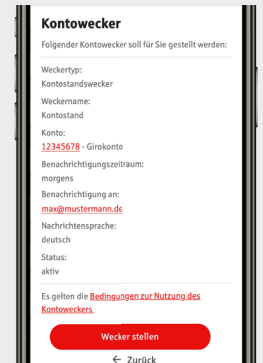 Kontowecker
Folgender Kontowecker soll für Sie gestellt werden:
Weckertyp:
Kontostandswecker
Weckername:
Kontostand
Konto:
12345678 - Girokonto
Benachrichtigungszeitraum:
morgens
Benachrichtigung an:
max@mustermann.de
Nachrichtensprache:
deutsch
Status:
aktiv
Es gelten die Bedingungen zur Nutzung des
Kontoweckers
Wecker stellen
← Zurück